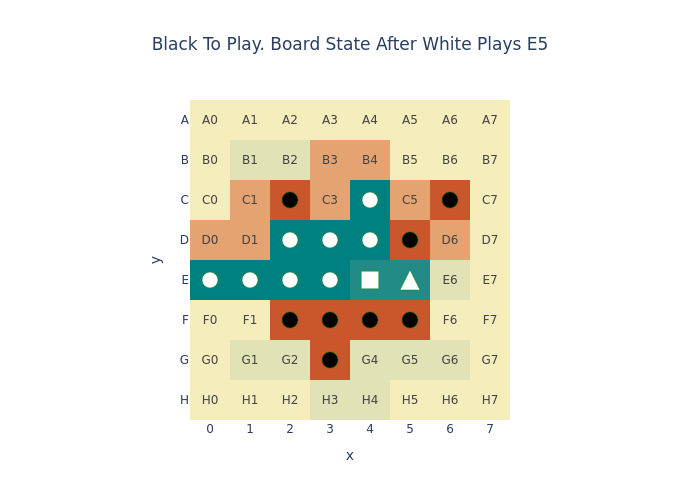 Black To Play. Board State After White Plays E5
A A0 A1 A2 A3 A4 A5 A6 A7
B B0 B1 B2 B3 B4 B5 B6 B7
C C0 C1 C3 C5 C7
D D0 D1 D6 D7
y
E E6 E7
F F0 F1 F6 F7
G G0 G1 G2 G4 G5 G6 G7
H H0 H1 H2 H3 H4 H5 H6 H7
0 1 2 3 4 5 6 7
x